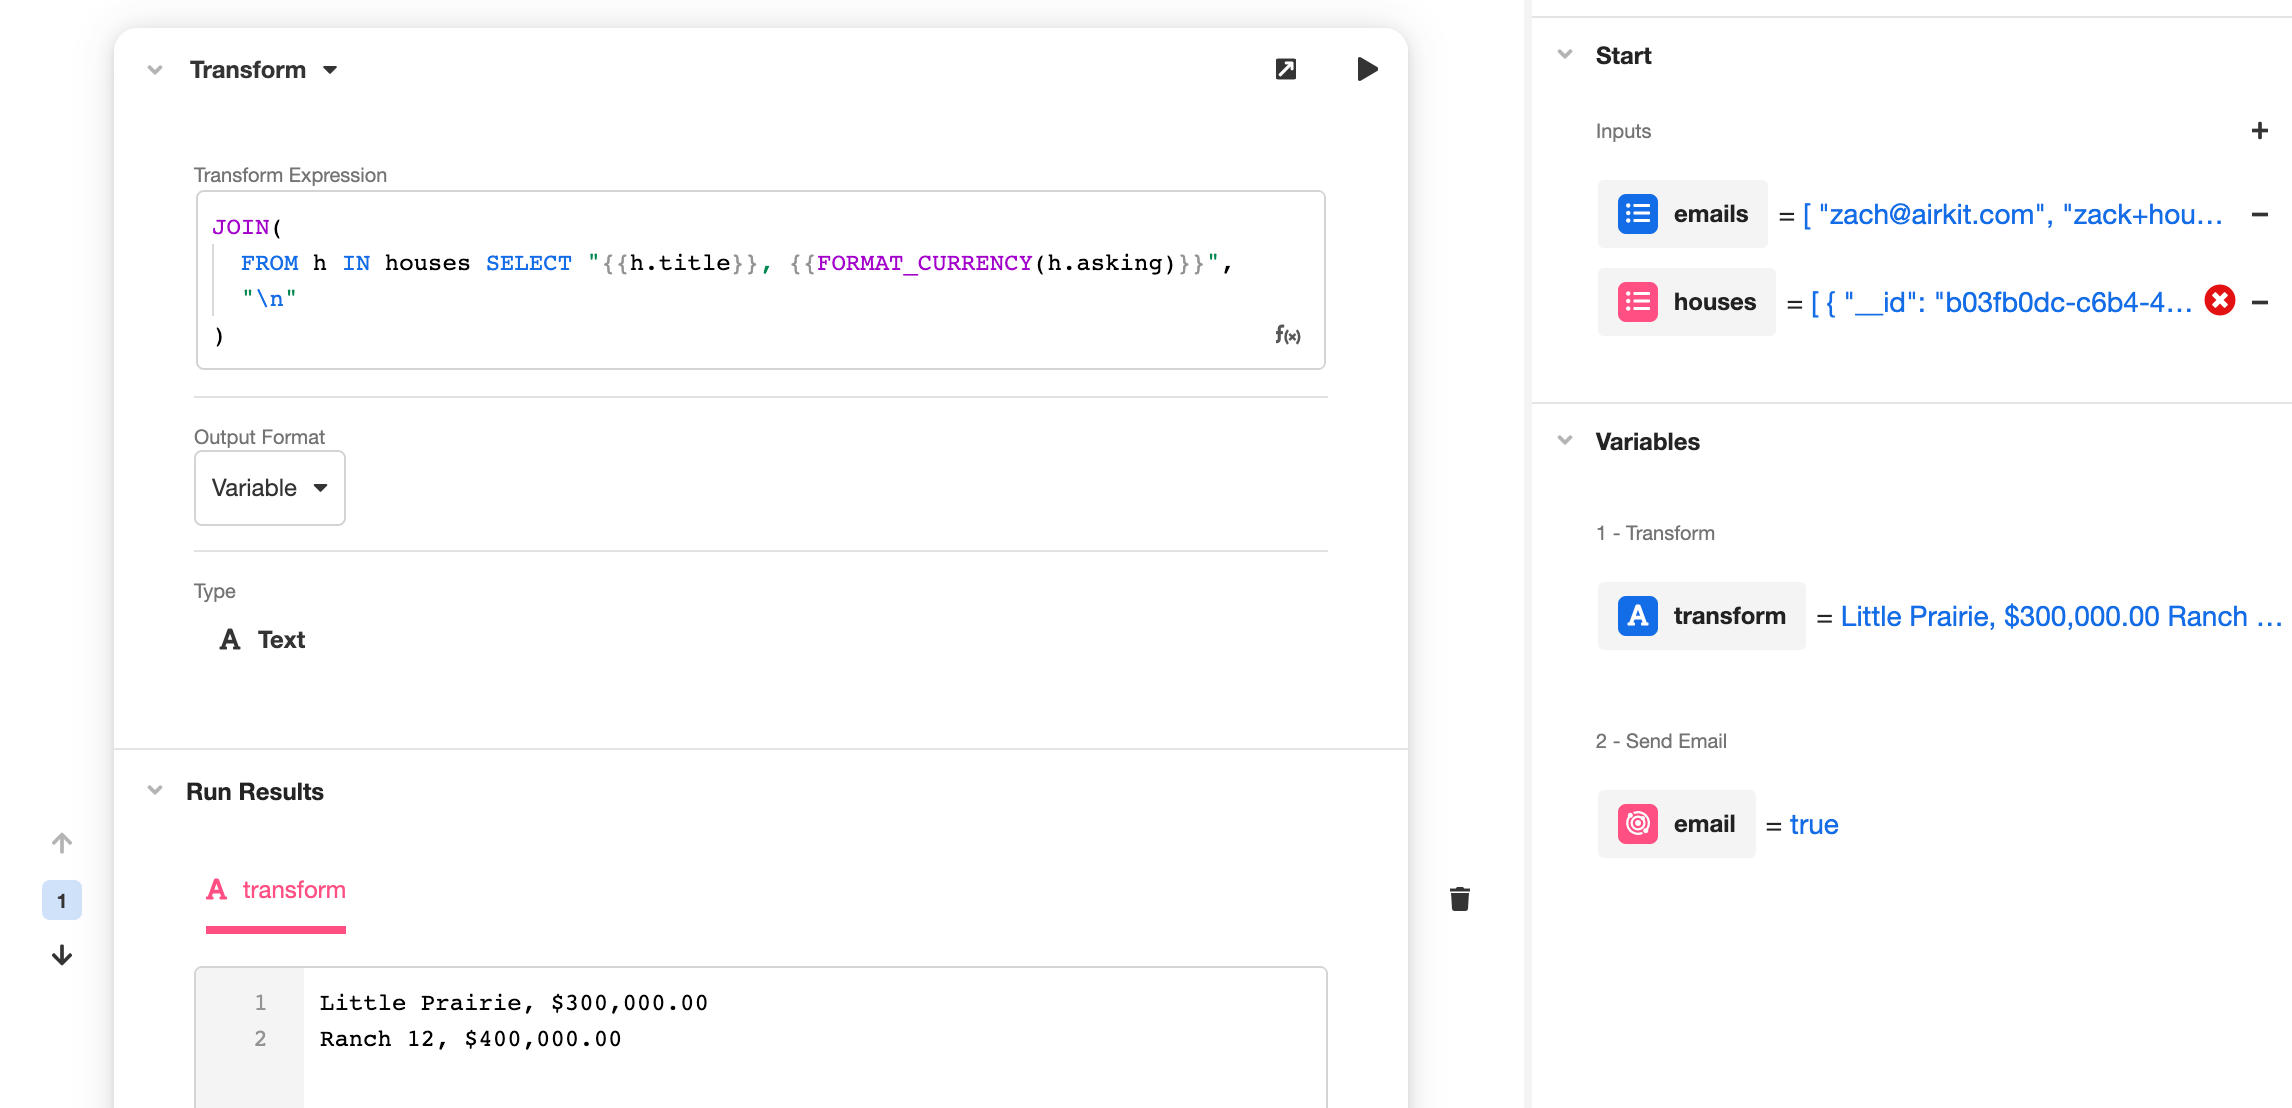 Transform
Transform Expression
JOIN(
FROM h IN houses SELECT "{{h.title}}, {{FORMAT_CURRENCY(h.asking)}}",
"\n"
)
f(x)
Output Format
Variable
Type
A Text
Run Results
A transform
1
1 Little Prairie, $300,000.00
2 Ranch 12, $400,000.00
Start
Inputs
emails = [ "zach@airkit.com", "zack+hou...
houses = [ { "__id": "b03fb0dc-c6b4-4...
Variables
1 - Transform
A transform = Little Prairie, $300,000.00 Ranch ...
2 - Send Email
email = true